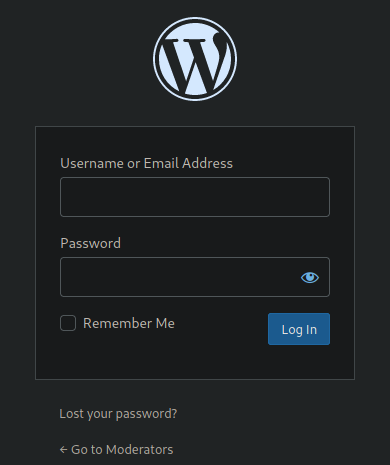 Username or Email Address
Password
Remember Me
Log In
Lost your password?
← Go to Moderators